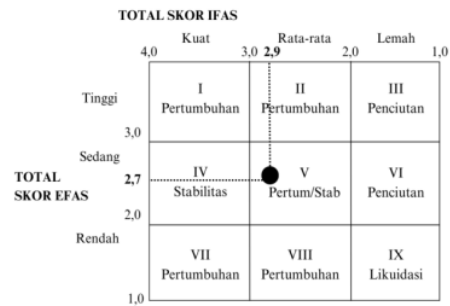 TOTAL SKOR IFAS
Kuat Rata-rata Lemah
4,0 3,0 2,9 2,0 1,0
Tinggi
I II III
Pertumbuhan Pertumbuhan Penciutan
3,0
Sedang
TOTAL
SKOR EFAS
2,7
IV V VI
Stabilitas Pertum/Stab Penciutan
2,0
Rendah
VII VIII IX
Pertumbuhan Pertumbuhan Likuidasi
1,0